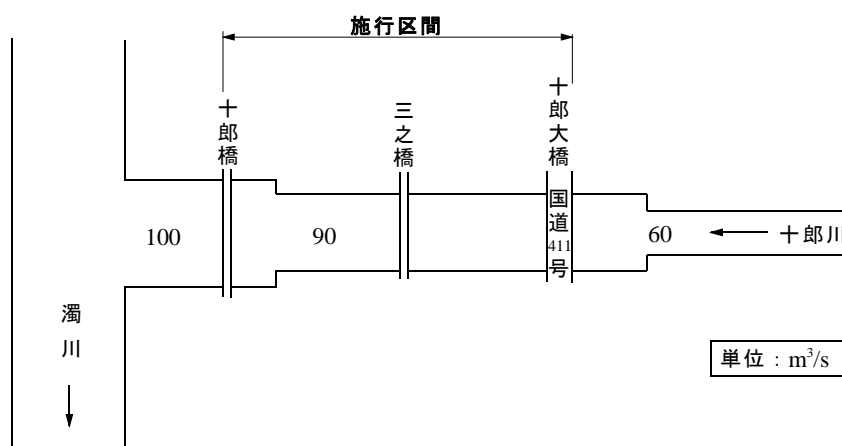 施行区間
十郎橋
三之橋
十郎大橋
国道411号
100
90
60
十郎川
濁川
単位：m³/s